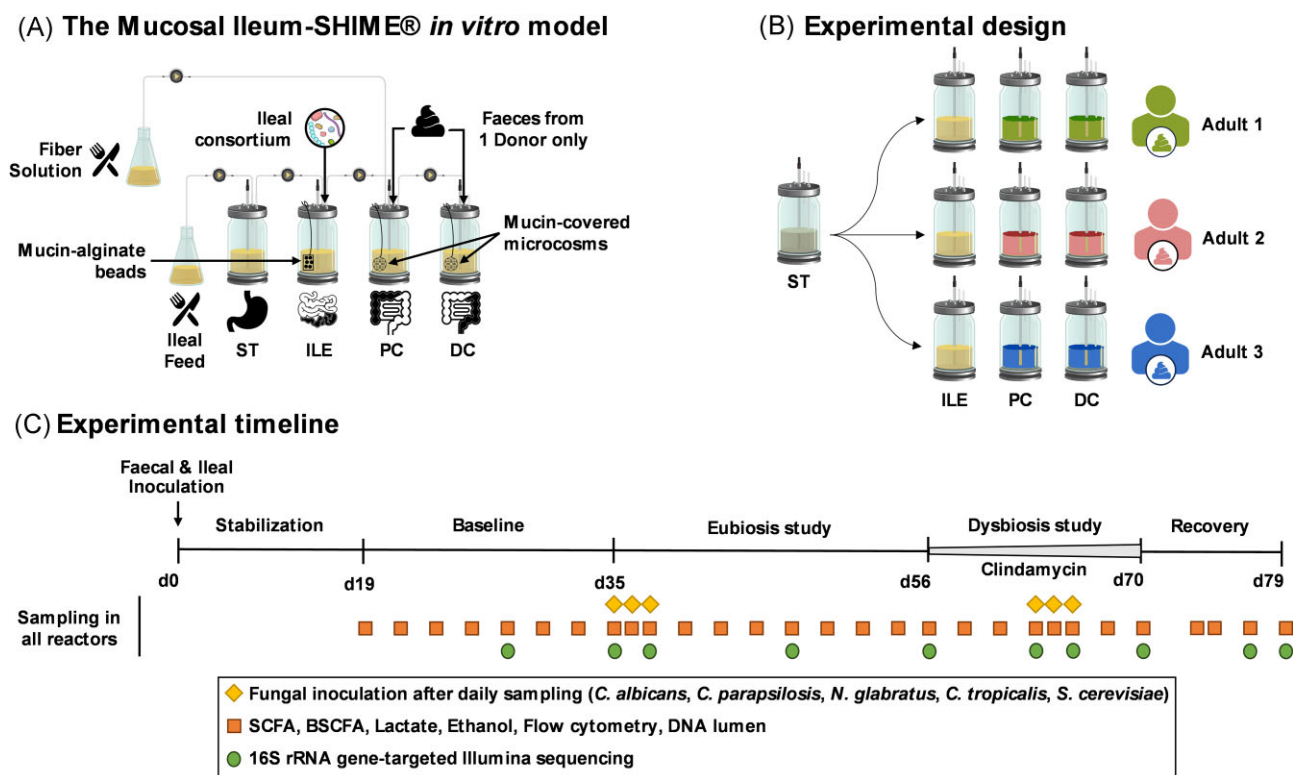 (A) The Mucosal Ileum-SHIME® in vitro model
Fiber
Solution
Ileal
consortium
Faeces from
1 Donor only
Mucin-alginate
beads
Mucin-covered
microcosms
Ileal
Feed
ST
ILE
PC
DC
(B) Experimental design
ST
Adult 1
Adult 2
Adult 3
ILE
PC
DC
(C) Experimental timeline
Faecal & Ileal
Inoculation
Stabilization
Baseline
Eubiosis study
Dysbiosis study
Recovery
Clindamycin
d0
d19
d35
d56
d70
d79
Sampling in
all reactors
Fungal inoculation after daily sampling (C. albicans, C. parapsilosis, N. glabratus, C. tropicalis, S. cerevisiae)
SCFA, BSCFA, Lactate, Ethanol, Flow cytometry, DNA lumen
16S rRNA gene-targeted Illumina sequencing